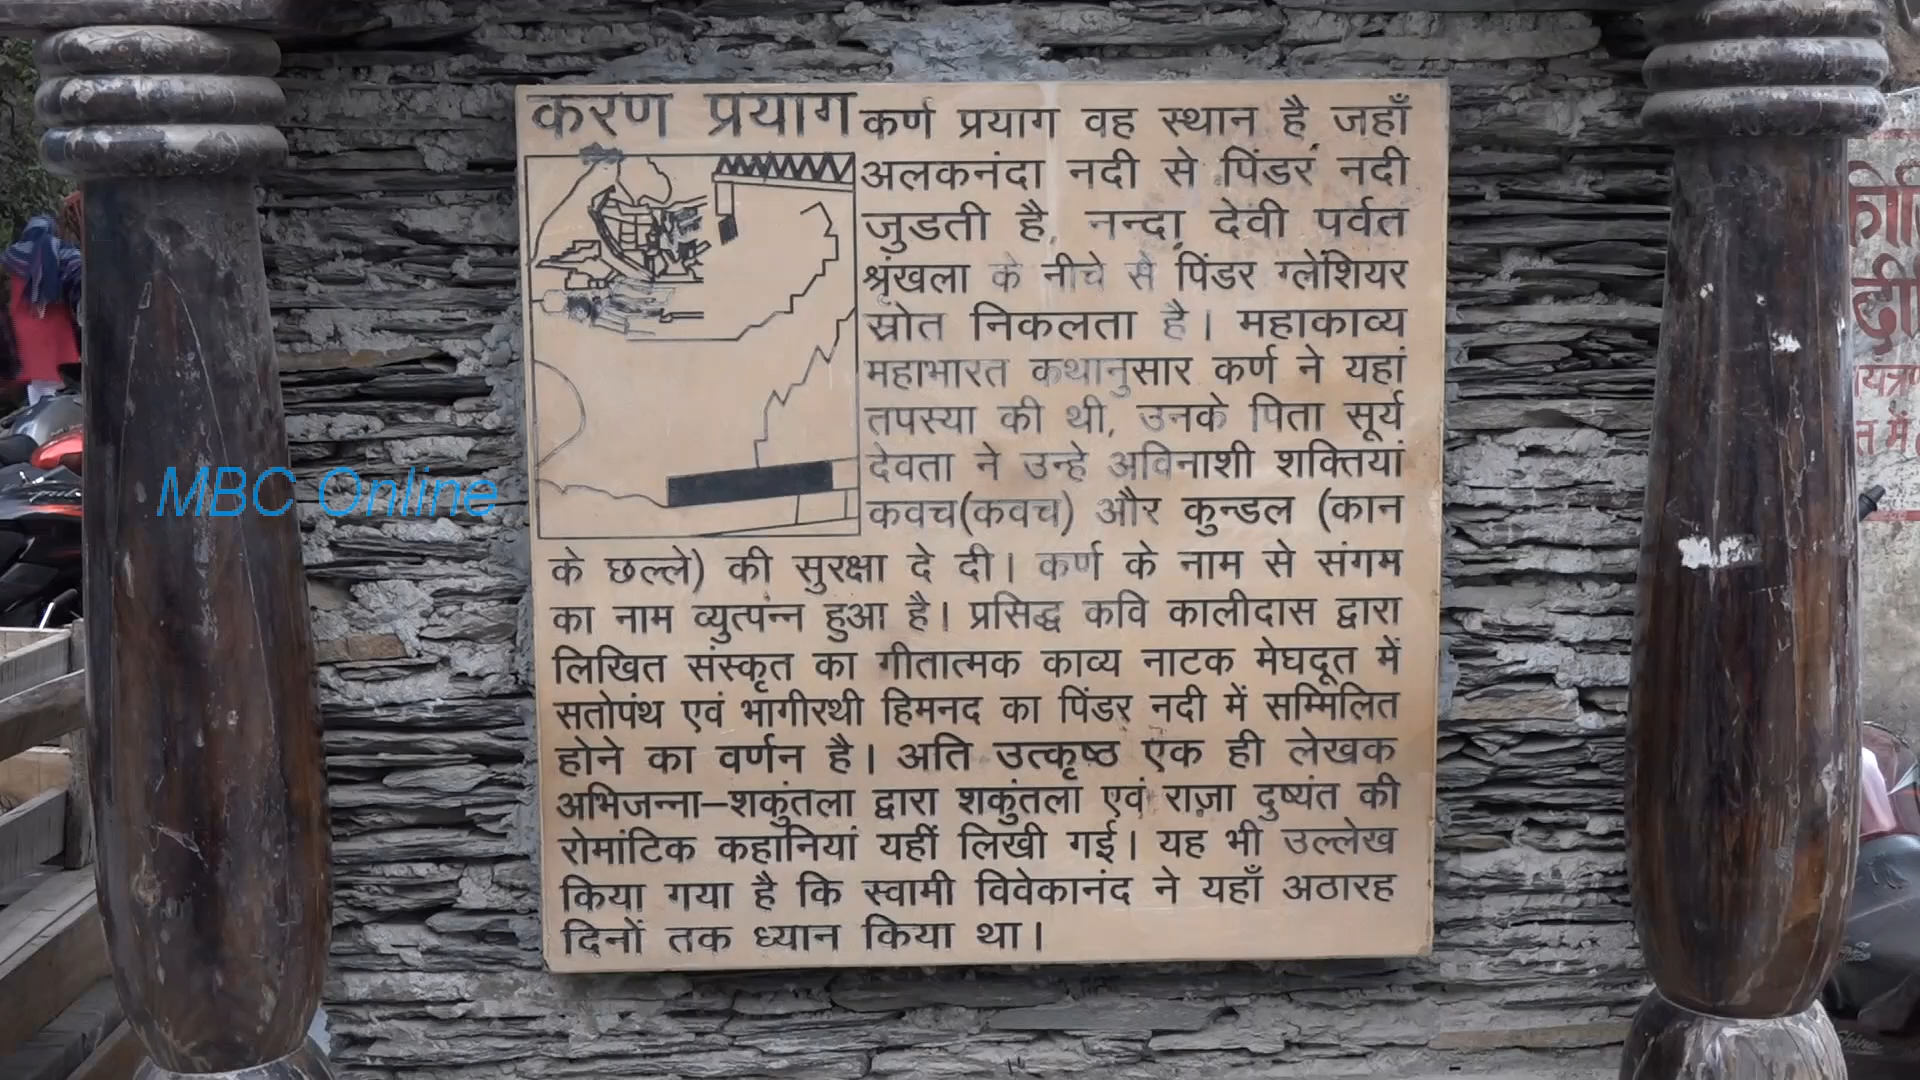 करण प्रयाग
कर्ण प्रयाग वह स्थान है, जहाँ
अलकनंदा नदी से पिंडर नदी
जुडती है, नन्दा देवी पर्वत
श्रृंखला के नीचे से पिंडर ग्लेशियर
स्रोत निकलता है। महाकाव्य
महाभारत कथानुसार कर्ण ने यहां
तपस्या की थी, उनके पिता सूर्य
देवता ने उन्हे अविनाशी शक्तियां
कवच(कवच) और कुन्डल (कान
के छल्ले) की सुरक्षा दे दी। कर्ण के नाम से संगम
का नाम व्युत्पन्न हुआ है। प्रसिद्ध कवि कालीदास द्वारा
लिखित संस्कृत का गीतात्मक काव्य नाटक मेघदूत में
सतोपंथ एवं भागीरथी हिमनद का पिंडर नदी में सम्मिलित
होने का वर्णन है। अति उत्कृष्ठ एक ही लेखक
अभिजन्ना–शकुंतला द्वारा शकुंतला एवं राजा दुष्यंत की
रोमांटिक कहानियां यहीं लिखी गई। यह भी उल्लेख
किया गया है कि स्वामी विवेकानंद ने यहाँ अठारह
दिनों तक ध्यान किया था।
MBC Online